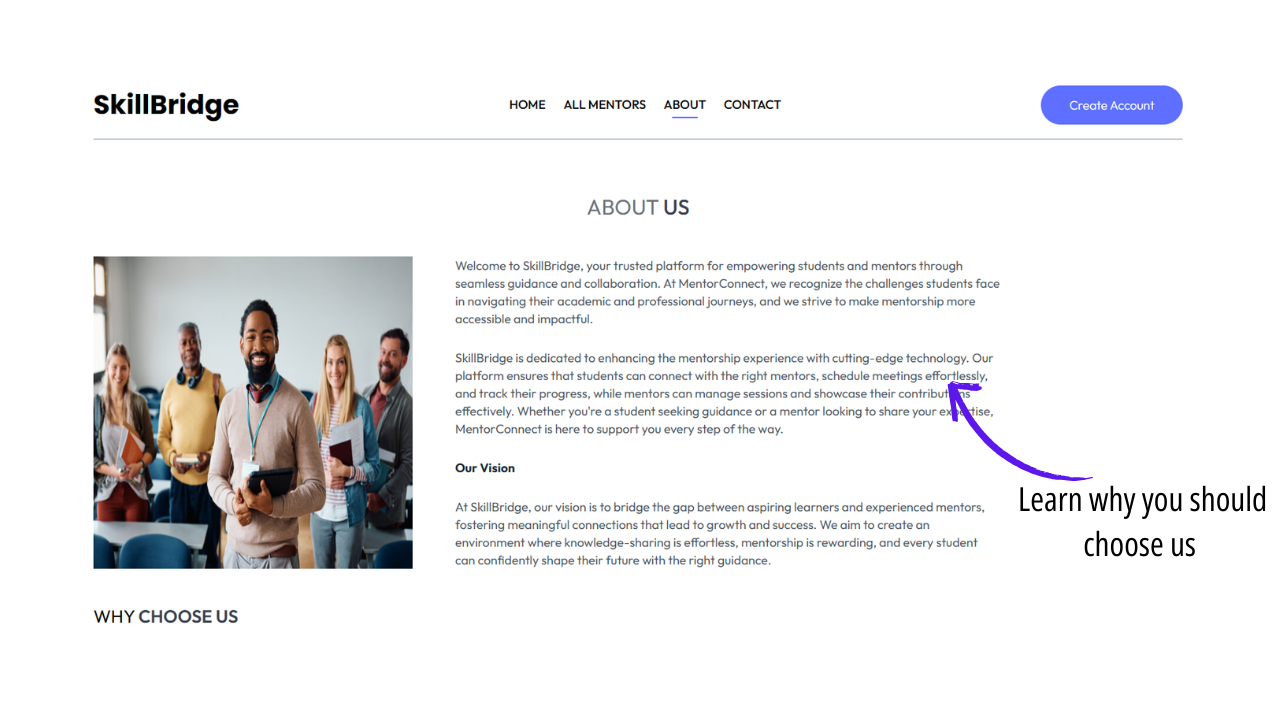 SkillBridge
HOME ALL MENTORS ABOUT CONTACT
Create Account
ABOUT US
Welcome to SkillBridge, your trusted platform for empowering students and mentors through
seamless guidance and collaboration. At MentorConnect, we recognize the challenges students face
in navigating their academic and professional journeys, and we strive to make mentorship more
accessible and impactful.
SkillBridge is dedicated to enhancing the mentorship experience with cutting-edge technology. Our
platform ensures that students can connect with the right mentors, schedule meetings effortlessly,
and track their progress, while mentors can manage sessions and showcase their contributions
effectively. Whether you're a student seeking guidance or a mentor looking to share your expertise,
MentorConnect is here to support you every step of the way.
Our Vision
At SkillBridge, our vision is to bridge the gap between aspiring learners and experienced mentors,
fostering meaningful connections that lead to growth and success. We aim to create an
environment where knowledge-sharing is effortless, mentorship is rewarding, and every student
can confidently shape their future with the right guidance.
Learn why you should
choose us
WHY CHOOSE US